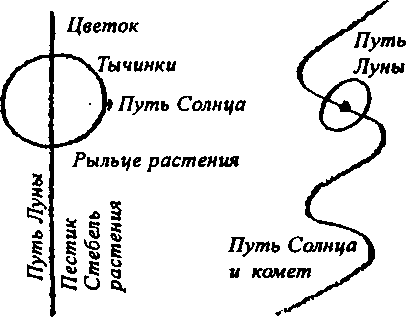 Цветок
Тычинки
Путь Солнца
Рыльце растения
Путь Луны
Пестик
Стебель
растения
Путь
Луны
Путь Солнца
и комет